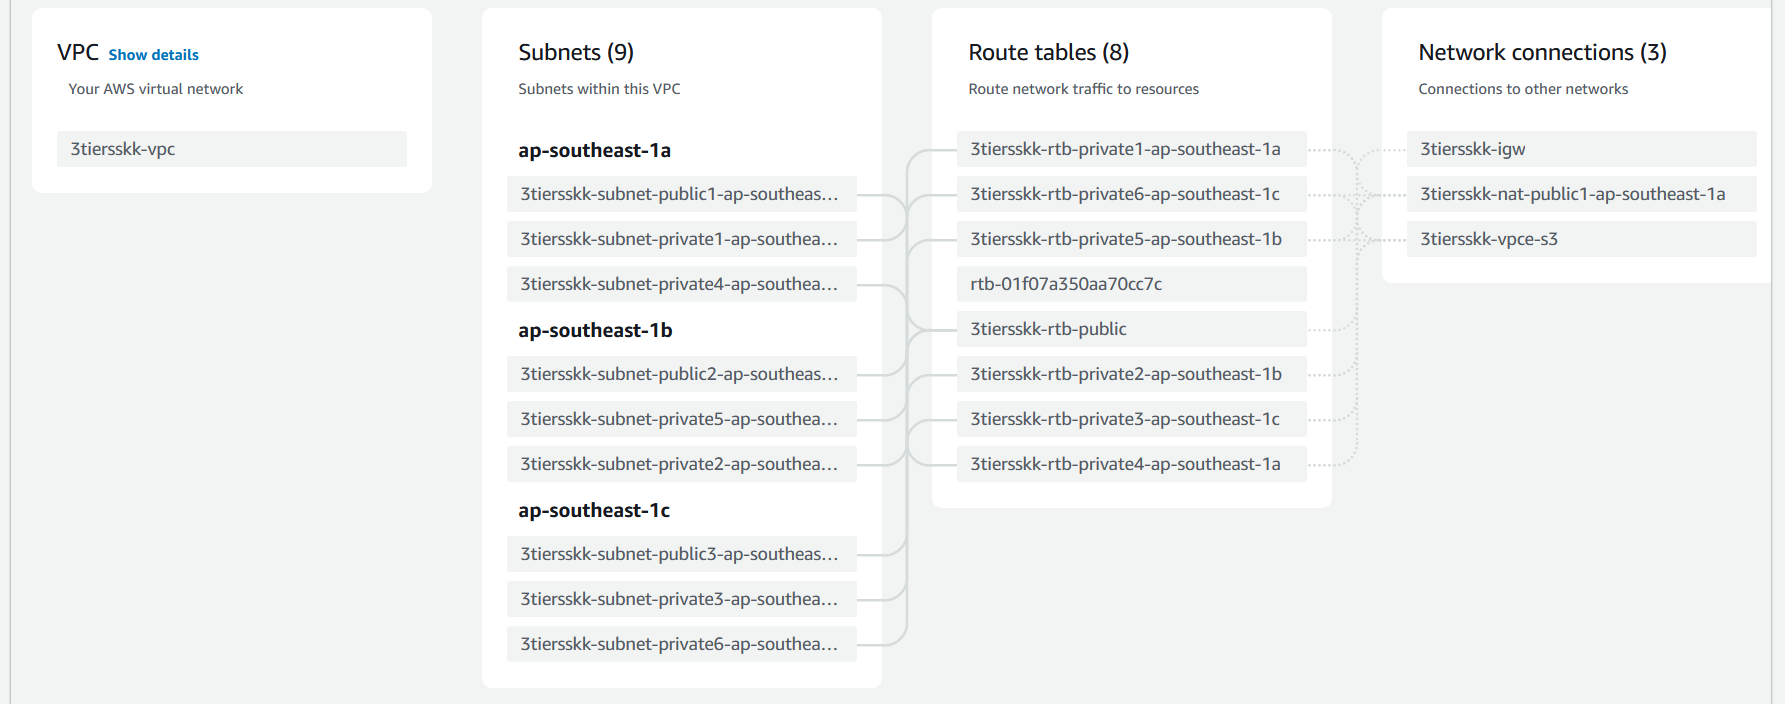 VPC Show details
Your AWS virtual network
3tiersskk-vpc
Subnets (9)
Subnets within this VPC
ap-southeast-1a
3tiersskk-subnet-public1-ap-southeas...
3tiersskk-subnet-private1-ap-southea...
3tiersskk-subnet-private4-ap-southea...
ap-southeast-1b
3tiersskk-subnet-public2-ap-southeas...
3tiersskk-subnet-private5-ap-southea...
3tiersskk-subnet-private2-ap-southea...
ap-southeast-1c
3tiersskk-subnet-public3-ap-southeas...
3tiersskk-subnet-private3-ap-southea...
3tiersskk-subnet-private6-ap-southea...
Route tables (8)
Route network traffic to resources
3tiersskk-rtb-private1-ap-southeast-1a
3tiersskk-rtb-private6-ap-southeast-1c
3tiersskk-rtb-private5-ap-southeast-1b
rtb-01f07a350aa70cc7c
3tiersskk-rtb-public
3tiersskk-rtb-private2-ap-southeast-1b
3tiersskk-rtb-private3-ap-southeast-1c
3tiersskk-rtb-private4-ap-southeast-1a
Network connections (3)
Connections to other networks
3tiersskk-igw
3tiersskk-nat-public1-ap-southeast-1a
3tiersskk-vpce-s3